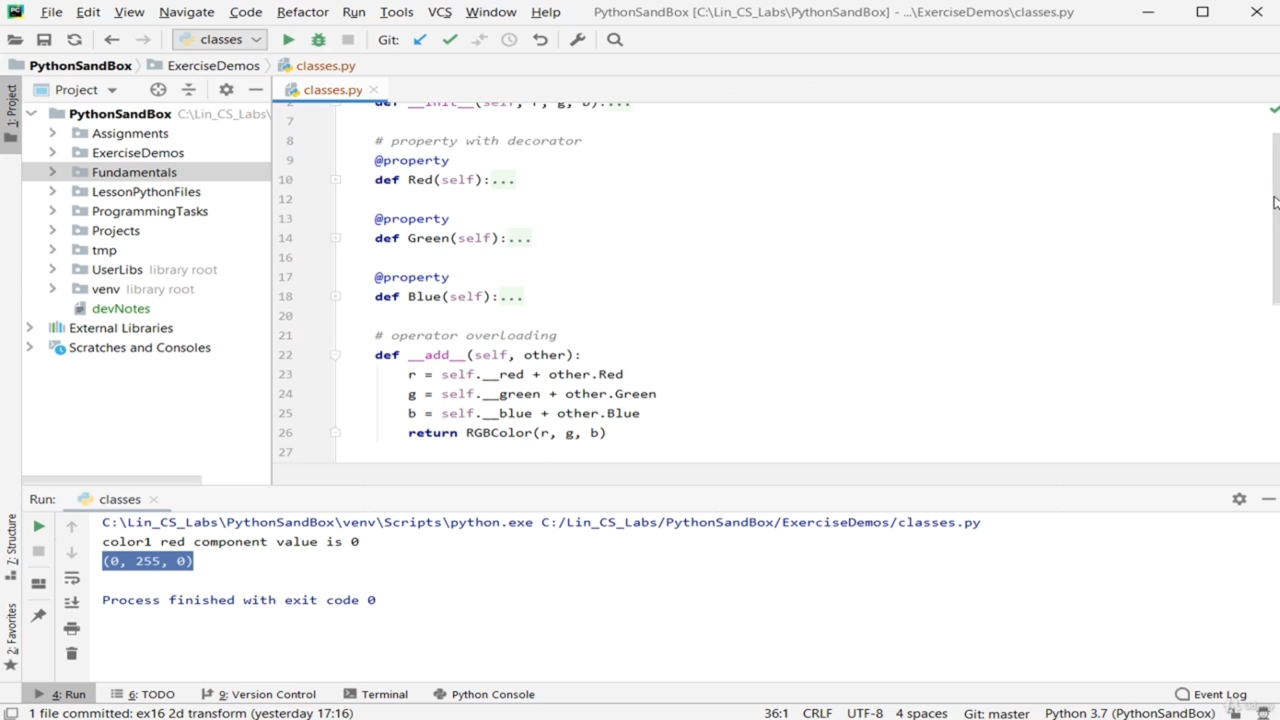 File Edit View Navigate Code Refactor Run Tools VCS Window Help PythonSandBox [C:\Lin_CS_Labs\PythonSandBox] - ...\ExerciseDemos\classes.py
classes Git:
PythonSandBox ExerciseDemos classes.py
1: Project
Project
classes.py
PythonSandBox C:\Lin_CS_Labs\
Assignments
ExerciseDemos
Fundamentals
LessonPythonFiles
ProgrammingTasks
Projects
tmp
UserLibs library root
venv library root
devNotes
External Libraries
Scratches and Consoles
2 def __init__(self, r, g, b):...
7
8 # property with decorator
9 @property
10 def Red(self):...
12
13 @property
14 def Green(self):...
16
17 @property
18 def Blue(self):...
20
21 # operator overloading
22 def __add__(self, other):
23 r = self.__red + other.Red
24 g = self.__green + other.Green
25 b = self.__blue + other.Blue
26 return RGBColor(r, g, b)
27
Run: classes
C:\Lin_CS_Labs\PythonSandBox\venv\Scripts\python.exe C:/Lin_CS_Labs/PythonSandBox/ExerciseDemos/classes.py
color1 red component value is 0
(0, 255, 0)
Process finished with exit code 0
Z: Structure
2: Favorites
4: Run 6: TODO 9: Version Control Terminal Python Console Event Log
1 file committed: ex16 2d transform (yesterday 17:16) 36:1 CRLF UTF-8 4 spaces Git: master Python 3.7 (PythonSandBox)